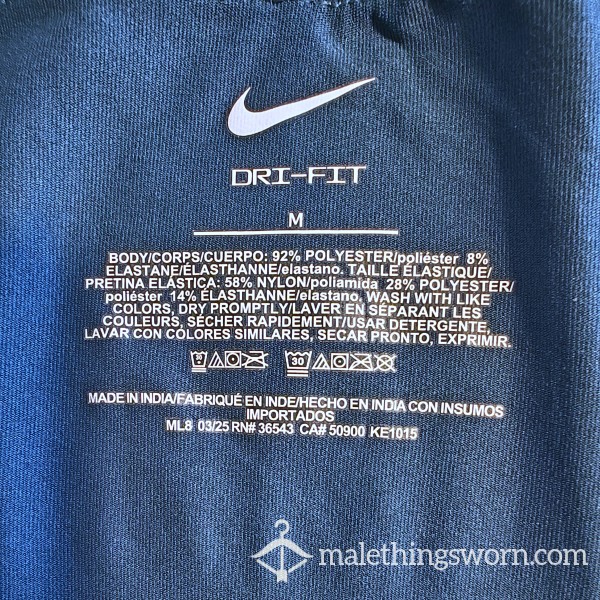 DRI-FIT
M
BODY/CORPS/CUERPO: 92% POLYESTER/poliéster 8%
ELASTANE/ÉLASTHANNE/elastano. TAILLE ÉLASTIQUE/
PRETINA ELÁSTICA: 58% NYLON/poliamida 28% POLYESTER/
poliéster 14% ÉLASTHANNE/elastano. WASH WITH LIKE
COLORS, DRY PROMPTLY/LAVER EN SÉPARANT LES
COULEURS, SÉCHER RAPIDEMENT/USAR DETERGENTE,
LAVAR CON COLORES SIMILARES, SECAR PRONTO, EXPRIMIR.
30
MADE IN INDIA/FABRIQUÉ EN INDE/HECHO EN INDIA CON INSUMOS
IMPORTADOS
ML8 03/25 RN# 36543 CA# 50900 KE1015
malethingsworn.com